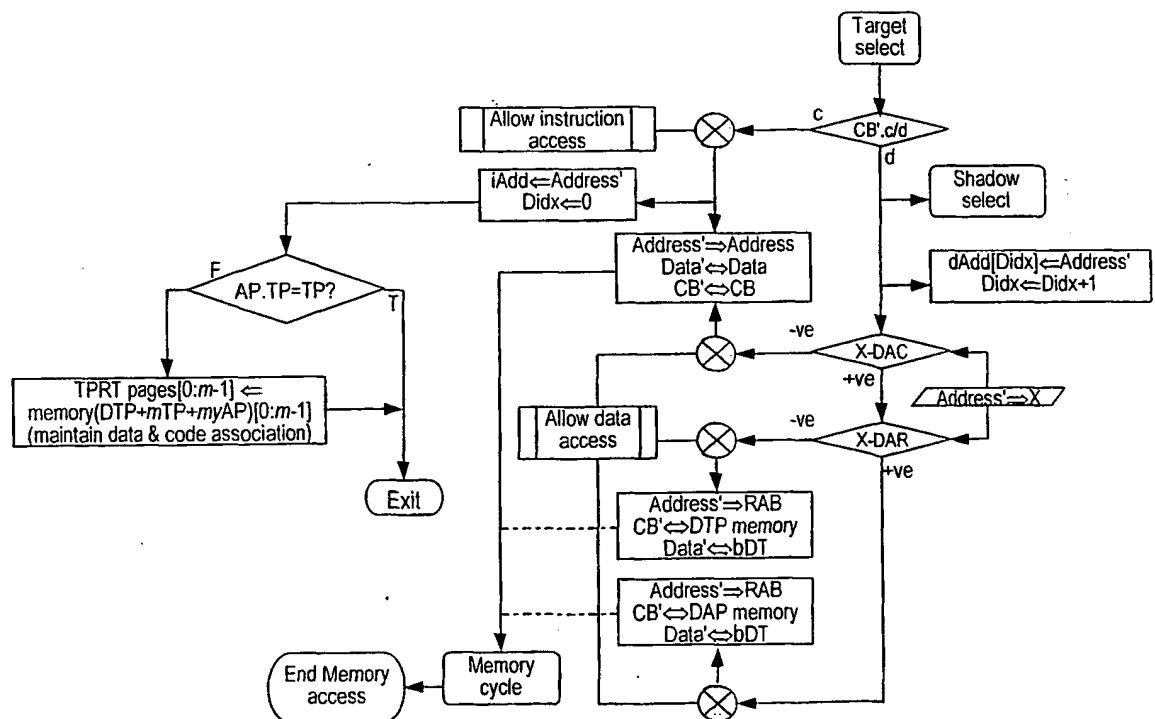 Target
select
c
CB'.c/d
d
Allow instruction
access
Shadow
select
iAdd⇐Address'
Didx⇐0
Address'⇒Address
Data'⇔Data
CB'⇔CB
dAdd[Didx]⇐Address'
Didx⇐Didx+1
F
AP.TP=TP?
T
-ve
X-DAC
+ve
Address'⇒X
TPRT pages[0:m-1] ⇐
memory(DTP+mTP+myAP)[0:m-1]
(maintain data & code association)
Allow data
access
-ve
X-DAR
+ve
Exit
Address'⇒RAB
CB'⇔DTP memory
Data'⇔bDT
Address'⇒RAB
CB'⇔DAP memory
Data'⇔bDT
End Memory
access
Memory
cycle